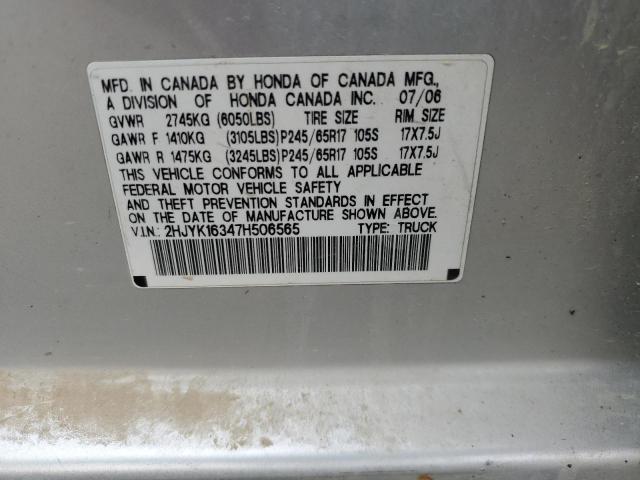 MFD. IN CANADA BY HONDA OF CANADA MFG.,
A DIVISION OF HONDA CANADA INC. 07/06
GVWR 2745KG (6050LBS) TIRE SIZE RIM SIZE
GAWR F 1410KG (3105LBS) P245/65R17 105S 17X7.5J
GAWR R 1475KG (3245LBS) P245/65R17 105S 17X7.5J
THIS VEHICLE CONFORMS TO ALL APPLICABLE
FEDERAL MOTOR VEHICLE SAFETY
AND THEFT PREVENTION STANDARDS IN EFFECT
ON THE DATE OF MANUFACTURE SHOWN ABOVE.
V.I.N.: 2HJYK16347H506565 TYPE: TRUCK